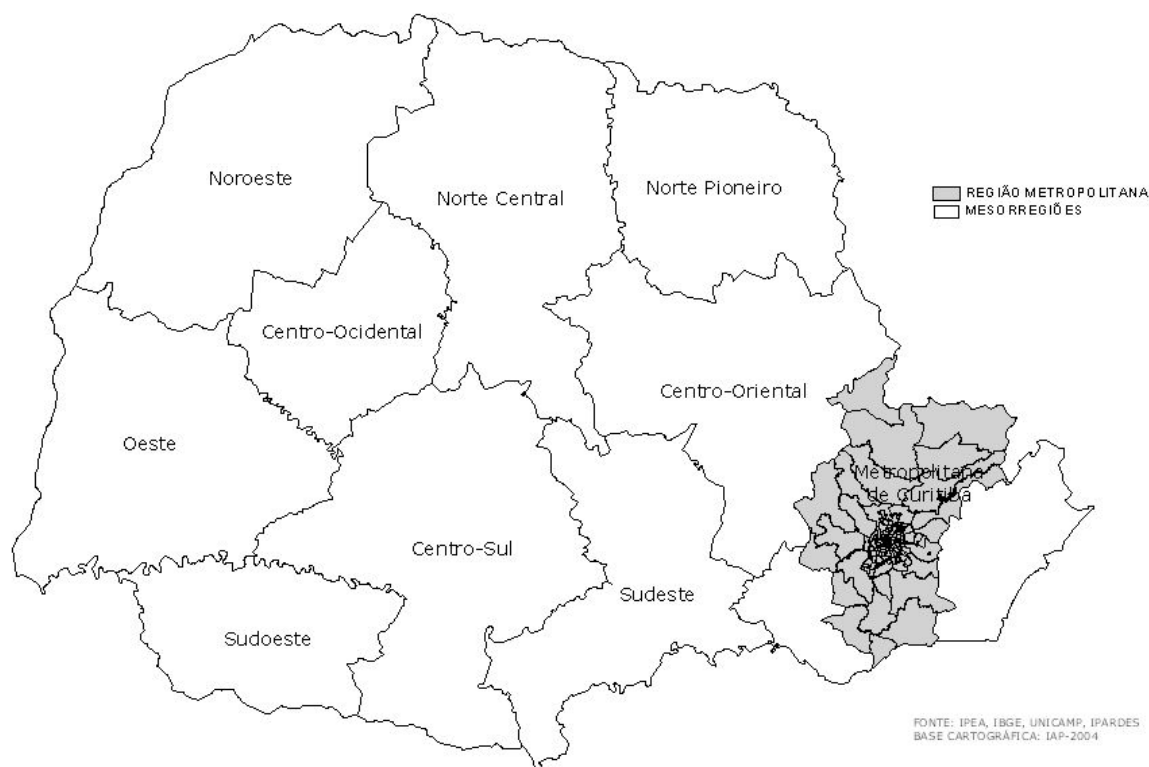 Noroeste
Norte Central
Norte Pioneiro
REGIÃO METROPOLITANA
MESORREGIÕES
Centro-Ocidental
Centro-Oriental
Oeste
Metropolitana
de Curitiba
Centro-Sul
Sudeste
Sudoeste
FONTE: IPEA, IBGE, UNICAMP, IPARDES
BASE CARTOGRÁFICA: IAP-2004